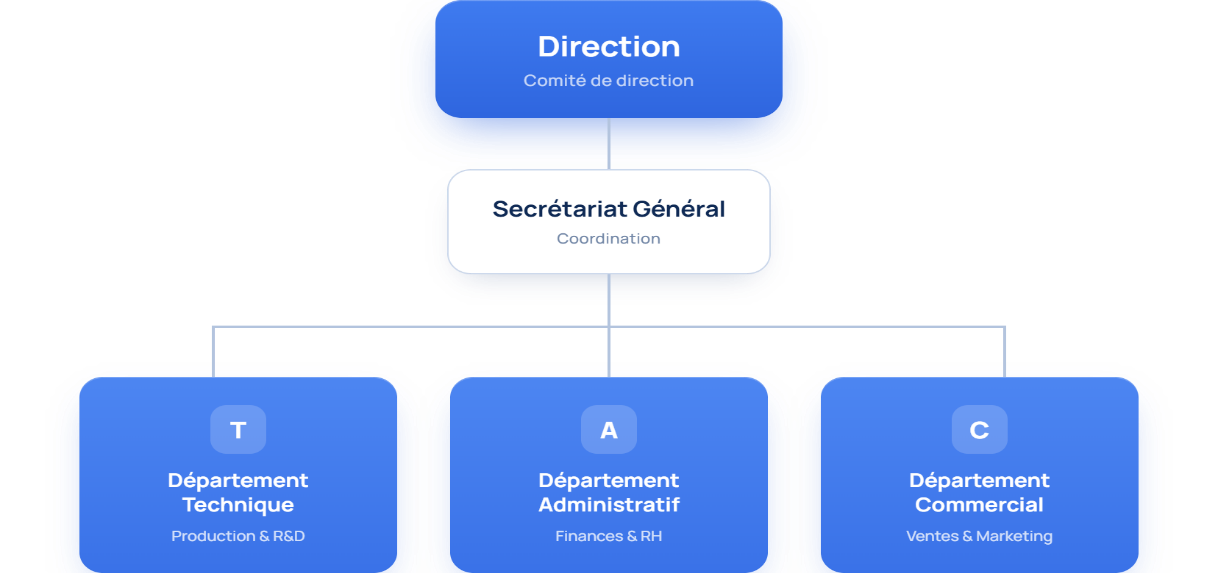 Direction
Comité de direction
Secrétariat Général
Coordination
T
Département
Technique
Production & R&D
A
Département
Administratif
Finances & RH
C
Département
Commercial
Ventes & Marketing